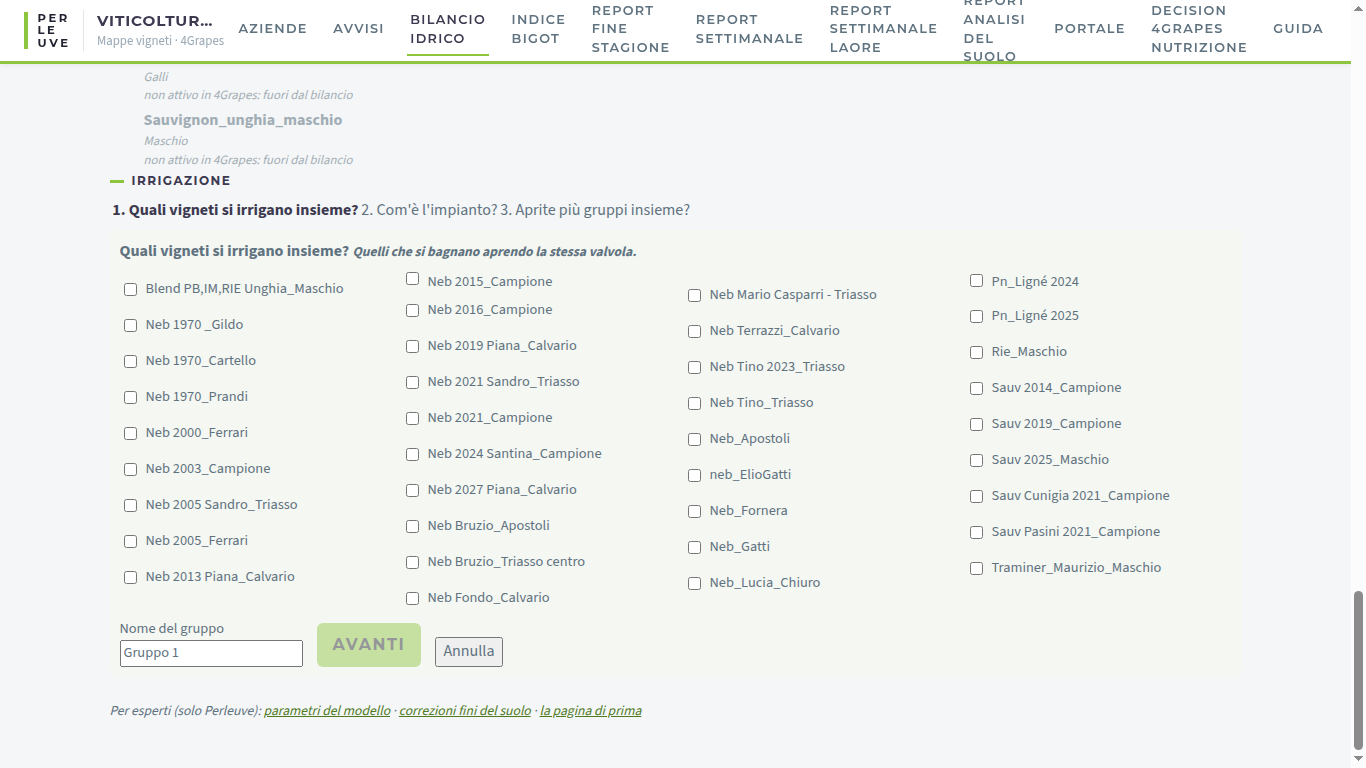 PER
LE
UVE
VITICOLTUR...
Mappe vigneti · 4Grapes
AZIENDE
AVVISI
BILANCIO
IDRICO
INDICE
BIGOT
REPORT
FINE
STAGIONE
REPORT
SETTIMANALE
REPORT
SETTIMANALE
LAORE
REPORT
ANALISI
DEL
SUOLO
PORTALE
DECISION
4GRAPES
NUTRIZIONE
GUIDA
Galli
non attivo in 4Grapes: fuori dal bilancio
Sauvignon_unghia_maschio
Maschio
non attivo in 4Grapes: fuori dal bilancio
IRRIGAZIONE
1. Quali vigneti si irrigano insieme? 2. Com'è l'impianto? 3. Aprite più gruppi insieme?
Quali vigneti si irrigano insieme? Quelli che si bagnano aprendo la stessa valvola.
Blend PB,IM,RIE Unghia_Maschio
Neb 1970 _Gildo
Neb 1970_Cartello
Neb 1970_Prandi
Neb 2000_Ferrari
Neb 2003_Campione
Neb 2005 Sandro_Triasso
Neb 2005_Ferrari
Neb 2013 Piana_Calvario
Neb 2015_Campione
Neb 2016_Campione
Neb 2019 Piana_Calvario
Neb 2021 Sandro_Triasso
Neb 2021_Campione
Neb 2024 Santina_Campione
Neb 2027 Piana_Calvario
Neb Bruzio_Apostoli
Neb Bruzio_Triasso centro
Neb Fondo_Calvario
Neb Mario Casparri - Triasso
Neb Terrazzi_Calvario
Neb Tino 2023_Triasso
Neb Tino_Triasso
Neb_Apostoli
neb_ElioGatti
Neb_Fornera
Neb_Gatti
Neb_Lucia_Chiuro
Pn_Ligné 2024
Pn_Ligné 2025
Rie_Maschio
Sauv 2014_Campione
Sauv 2019_Campione
Sauv 2025_Maschio
Sauv Cunigia 2021_Campione
Sauv Pasini 2021_Campione
Traminer_Maurizio_Maschio
Nome del gruppo
Gruppo 1
AVANTI
Annulla
Per esperti (solo Perleuve): parametri del modello · correzioni fini del suolo · la pagina di prima